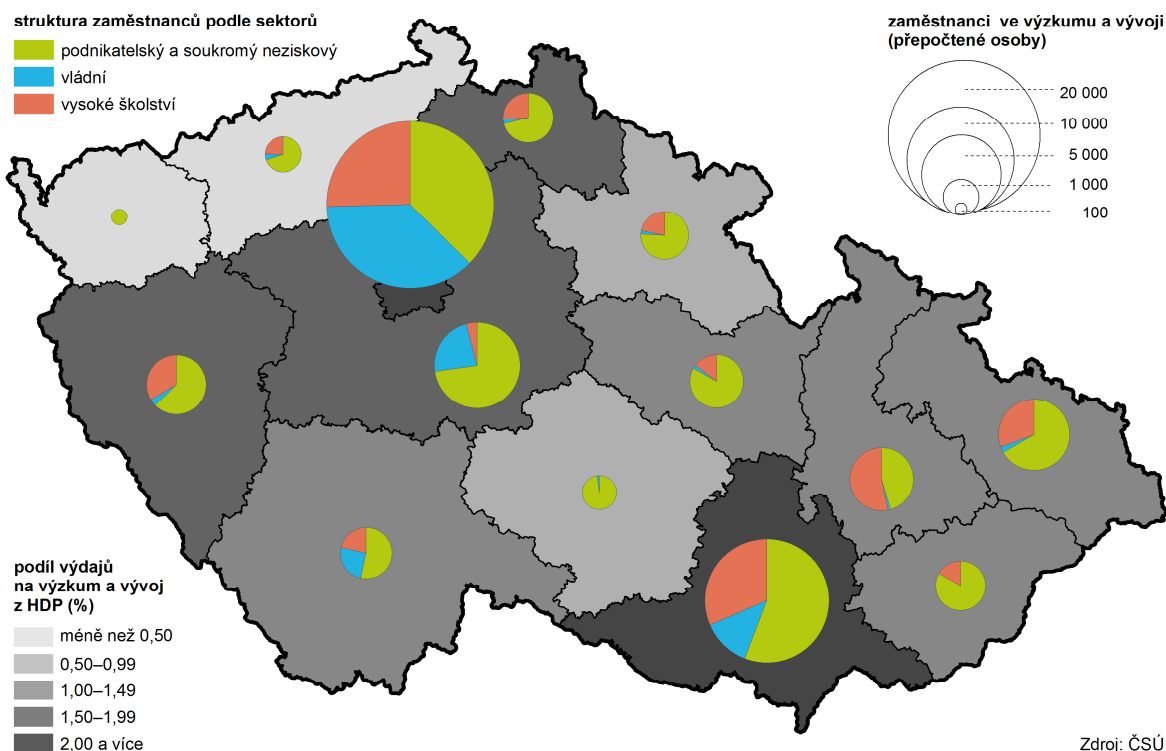 struktura zaměstnanců podle sektorů
podnikatelský a soukromý neziskový
vládní
vysoké školství
zaměstnanci ve výzkumu a vývoji
(přepočtené osoby)
20 000
10 000
5 000
1 000
100
podíl výdajů
na výzkum a vývoj
z HDP (%)
méně než 0,50
0,50–0,99
1,00–1,49
1,50–1,99
2,00 a více
Zdroj: ČSÚ